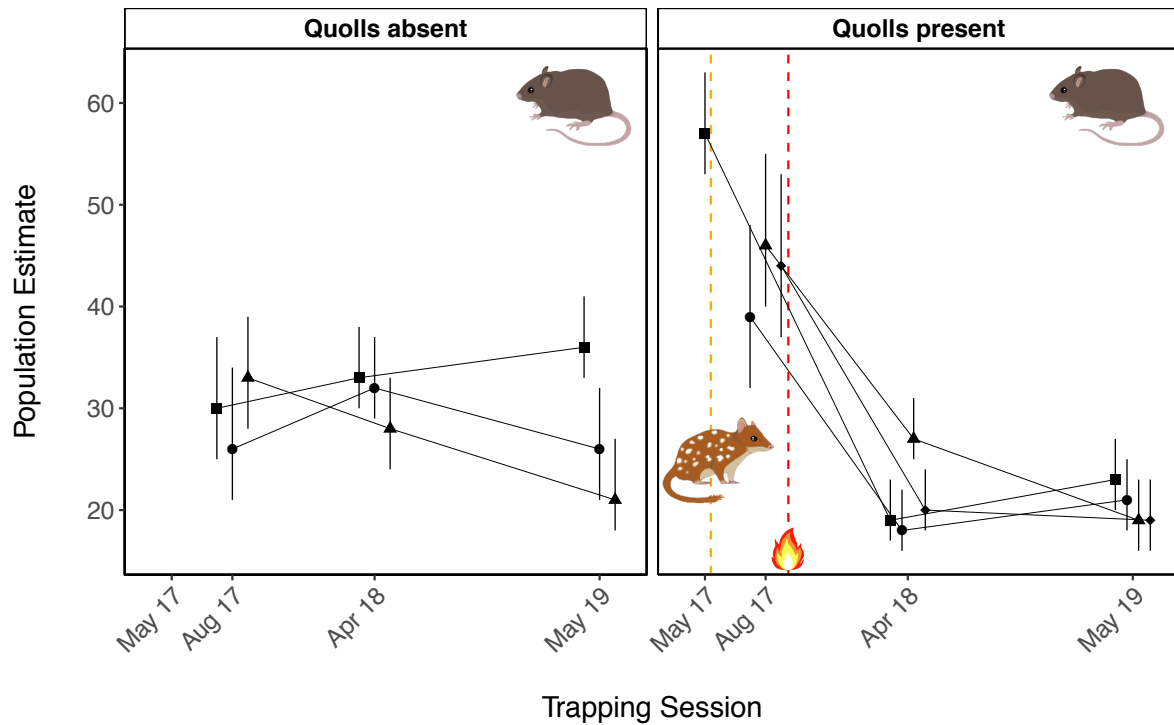 Quolls absent
Quolls present
Population Estimate
60
50
40
30
20
May 17
Aug 17
Apr 18
May 19
May 17
Aug 17
Apr 18
May 19
Trapping Session